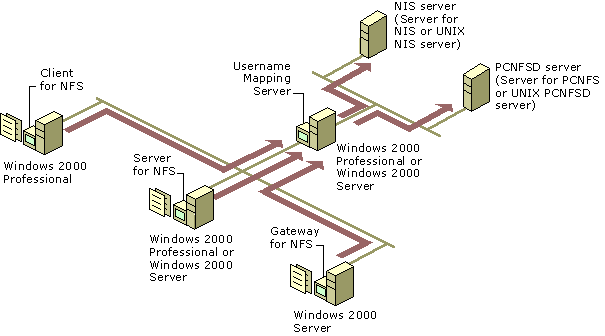 NIS server
(Server for
NIS or UNIX
NIS server)
Username
Mapping
Server
PCNFSD server
(Server for PCNFS
or UNIX PCNFSD
server)
Client
for NFS
Windows 2000
Professional
Server
for NFS
Windows 2000
Professional or
Windows 2000
Server
Windows 2000
Professional or
Windows 2000
Server
Gateway
for NFS
Windows 2000
Server